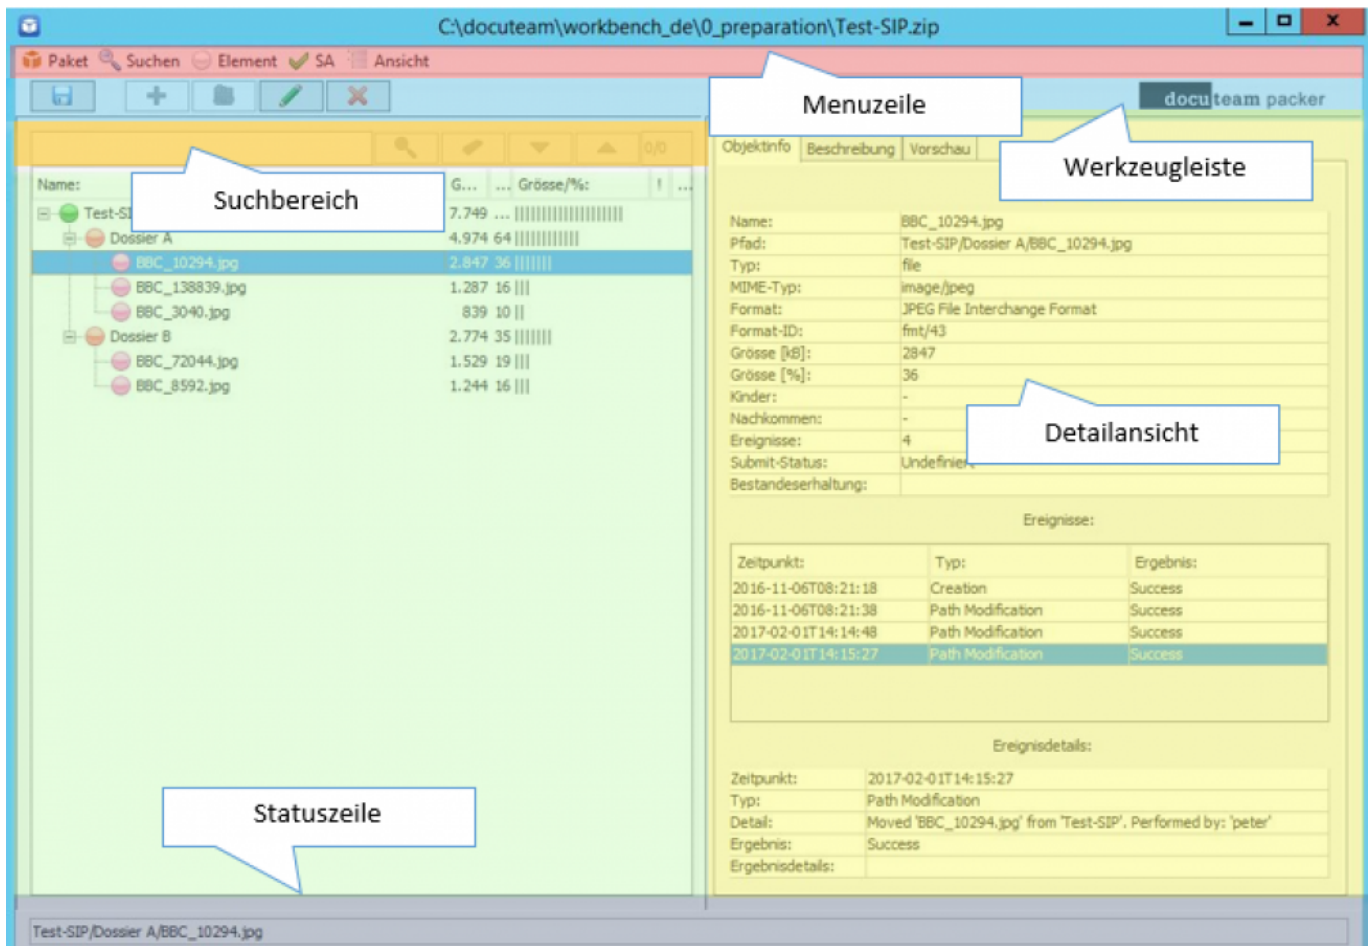 C:\docuteam\workbench_de\0_preparation\Test-SIP.zip
Paket Suchen Element SA Ansicht
Menuzeile
docuteam packer
0/0
Suchbereich
Objektinfo Beschreibung Vorschau
Werkzeugleiste
Name: G... ... Grösse/%: ! ...
Test-SI 7.749 ...
Dossier A 4.974 64
BBC_10294.jpg 2.847 36
BBC_138839.jpg 1.287 16
BBC_3040.jpg 839 10
Dossier B 2.774 35
BBC_72044.jpg 1.529 19
BBC_8592.jpg 1.244 16
Name: BBC_10294.jpg
Pfad: Test-SIP/Dossier A/BBC_10294.jpg
Typ: file
MIME-Typ: image/jpeg
Format: JPEG File Interchange Format
Format-ID: fmt/43
Grösse [kB]: 2847
Grösse [%]: 36
Kinder: -
Nachkommen: -
Ereignisse: 4
Submit-Status: Undefiniert
Bestandeserhaltung:
Detailansicht
Ereignisse:
Zeitpunkt: Typ: Ergebnis:
2016-11-06T08:21:18 Creation Success
2016-11-06T08:21:38 Path Modification Success
2017-02-01T14:14:48 Path Modification Success
2017-02-01T14:15:27 Path Modification Success
Ereignisdetails:
Zeitpunkt: 2017-02-01T14:15:27
Typ: Path Modification
Detail: Moved 'BBC_10294.jpg' from 'Test-SIP'. Performed by: 'peter'
Ergebnis: Success
Ergebnisdetails:
Statuszeile
Test-SIP/Dossier A/BBC_10294.jpg